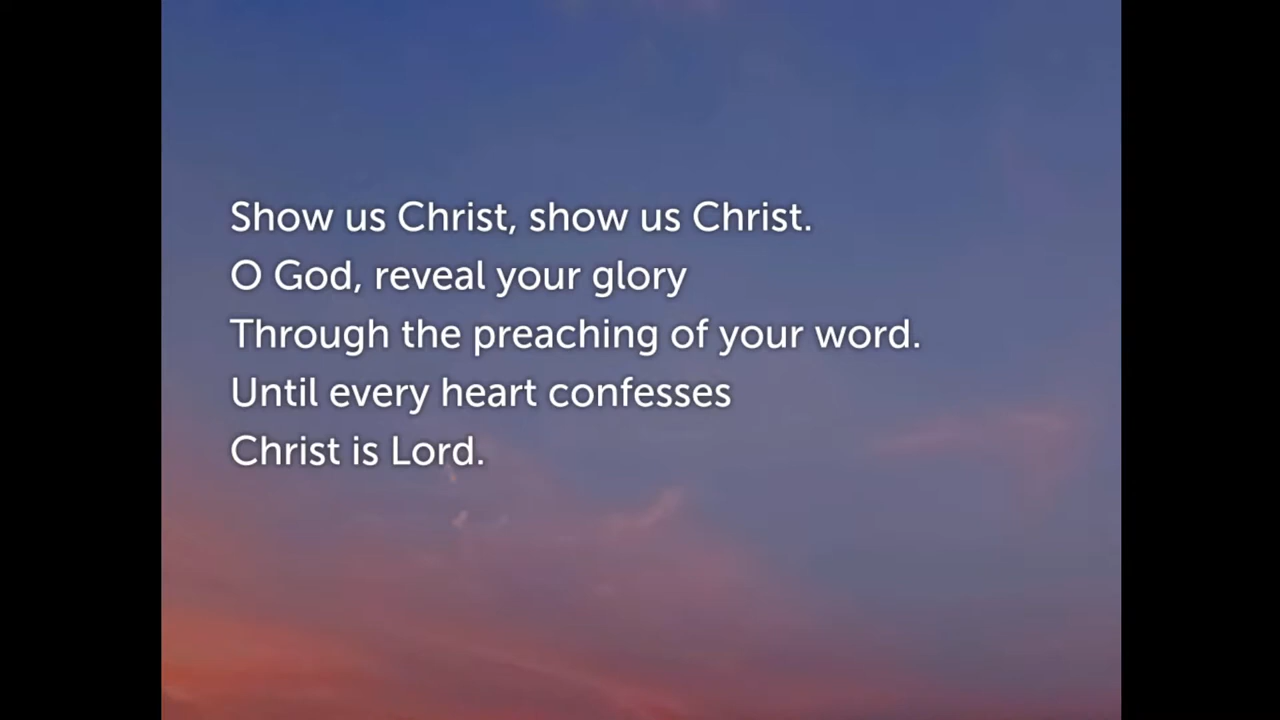 Show us Christ, show us Christ.
O God, reveal your glory
Through the preaching of your word.
Until every heart confesses
Christ is Lord.